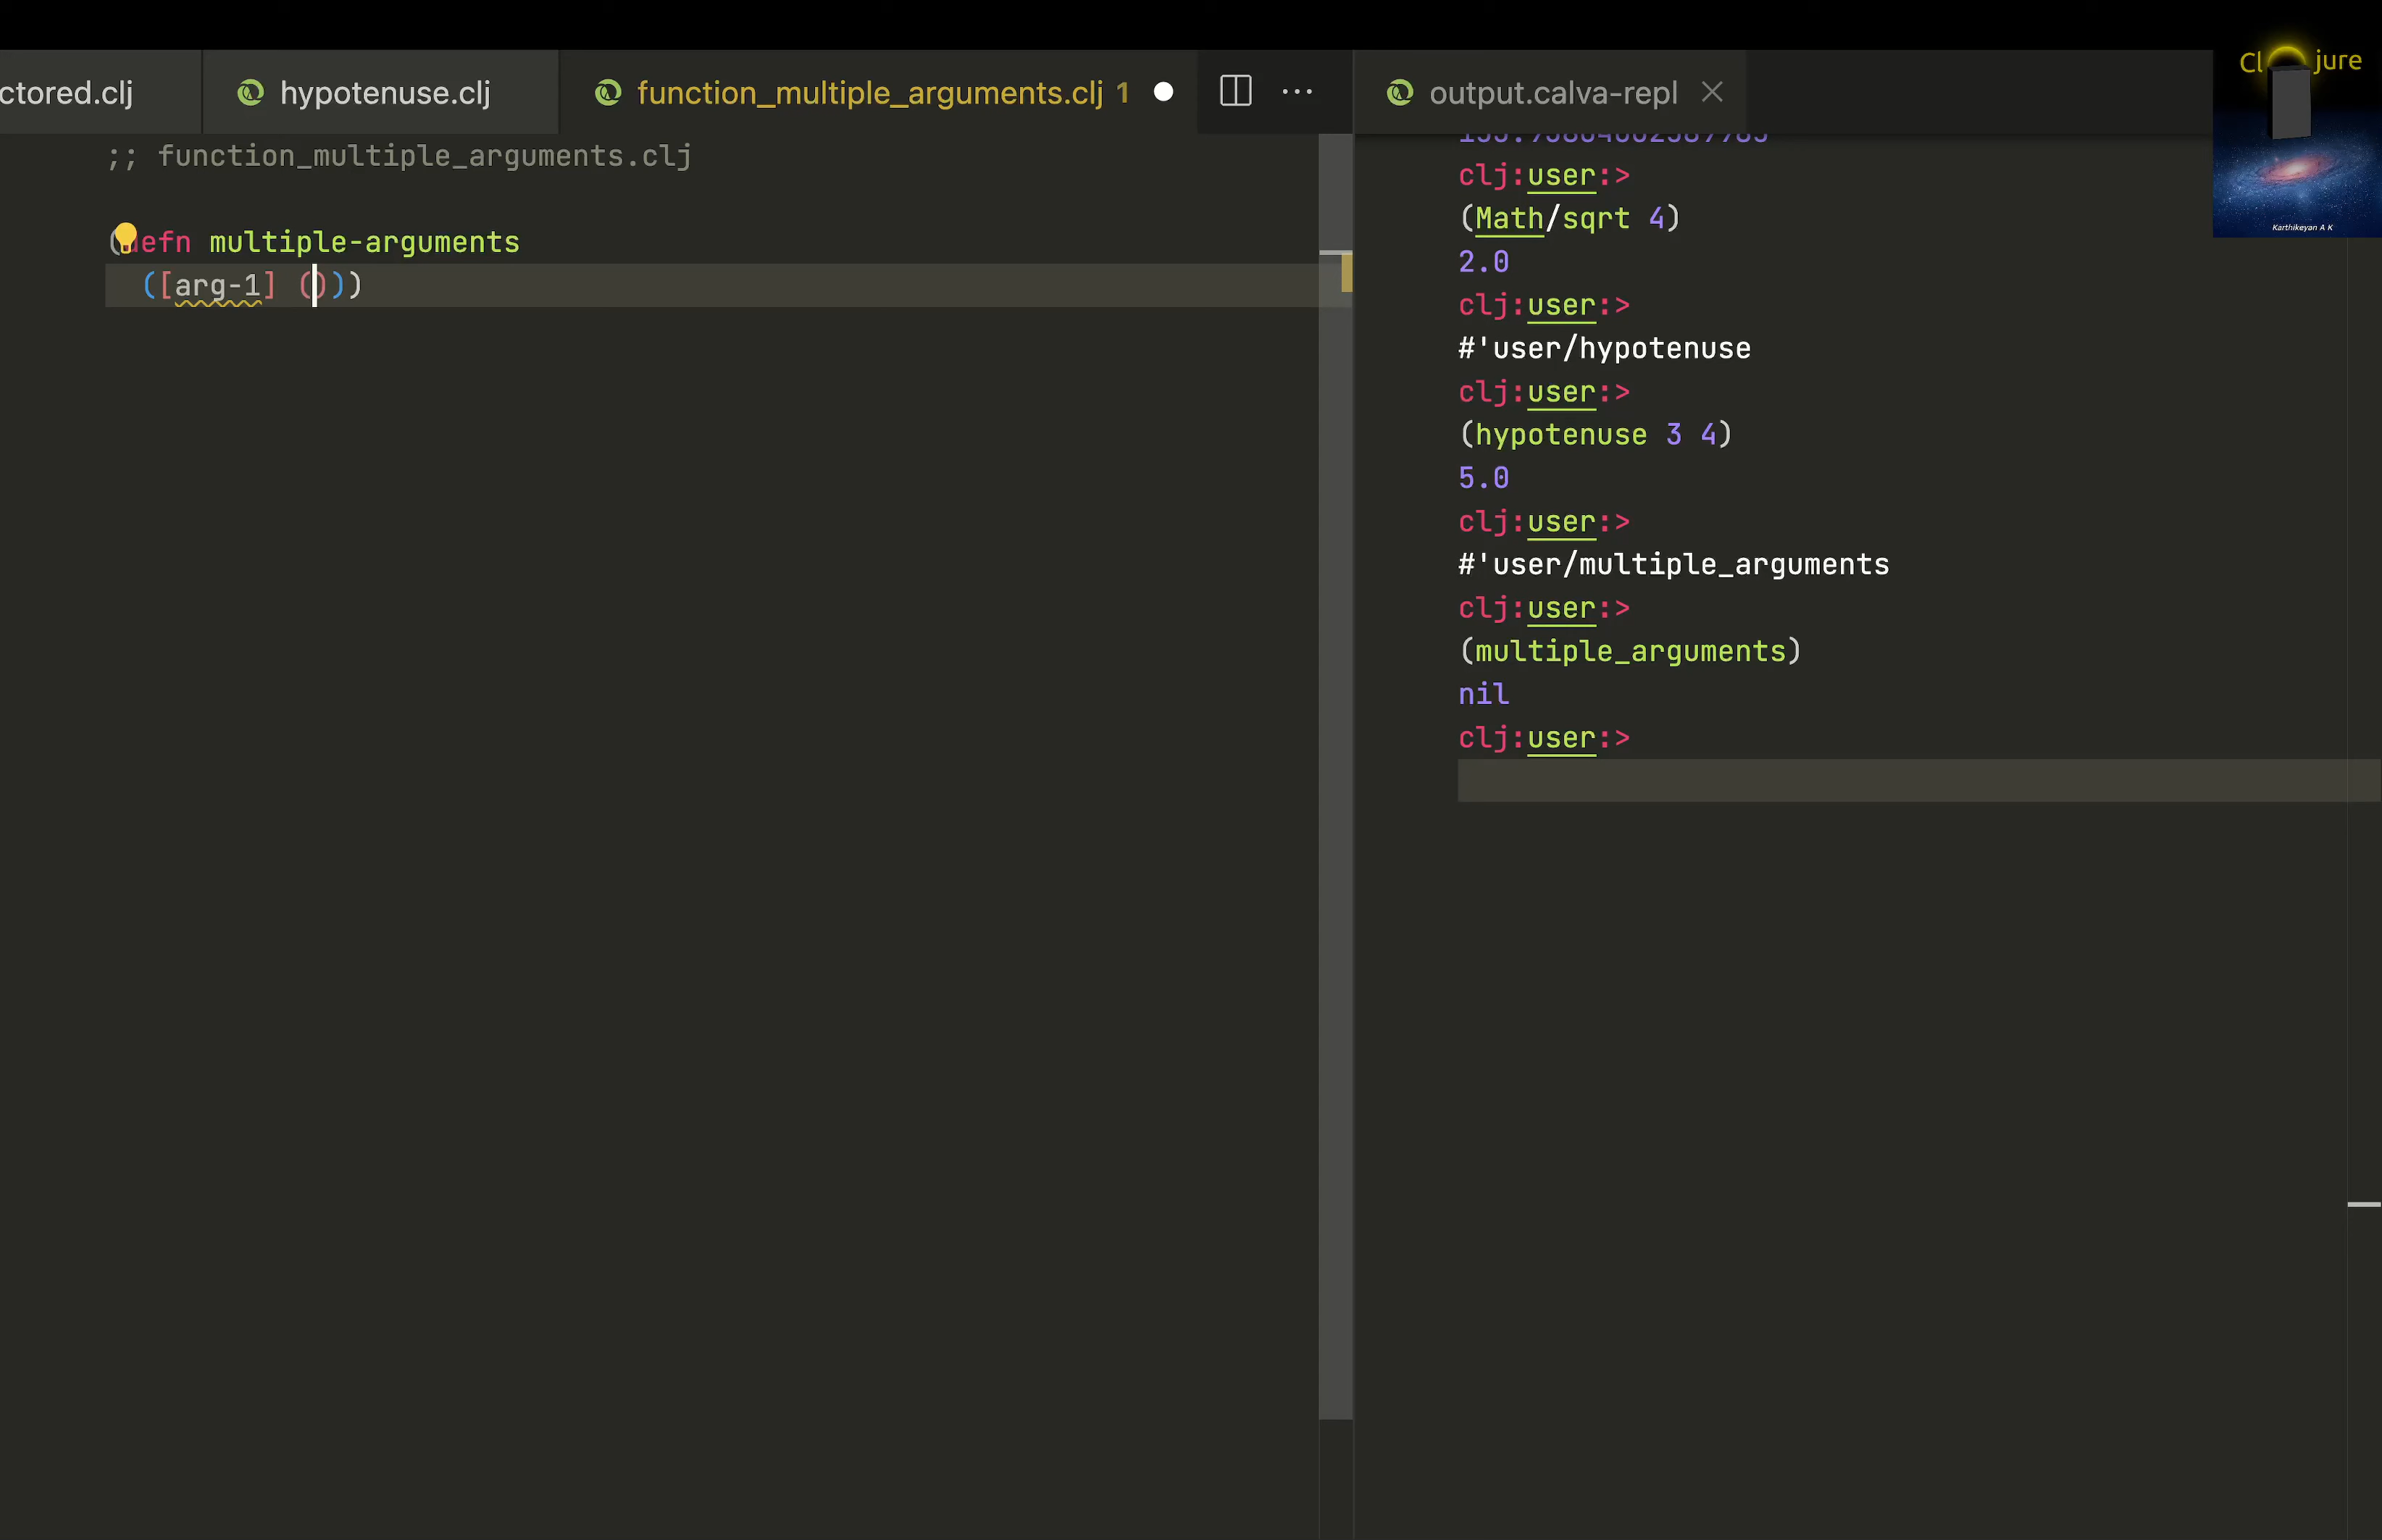 ctored.clj
hypotenuse.clj
function_multiple_arguments.clj 1
;; function_multiple_arguments.clj
(defn multiple-arguments
([arg-1] ()))
output.calva-repl
clj:user:>
(Math/sqrt 4)
2.0
clj:user:>
#'user/hypotenuse
clj:user:>
(hypotenuse 3 4)
5.0
clj:user:>
#'user/multiple_arguments
clj:user:>
(multiple_arguments)
nil
clj:user:>
Cl jure
Karthikeyan A K